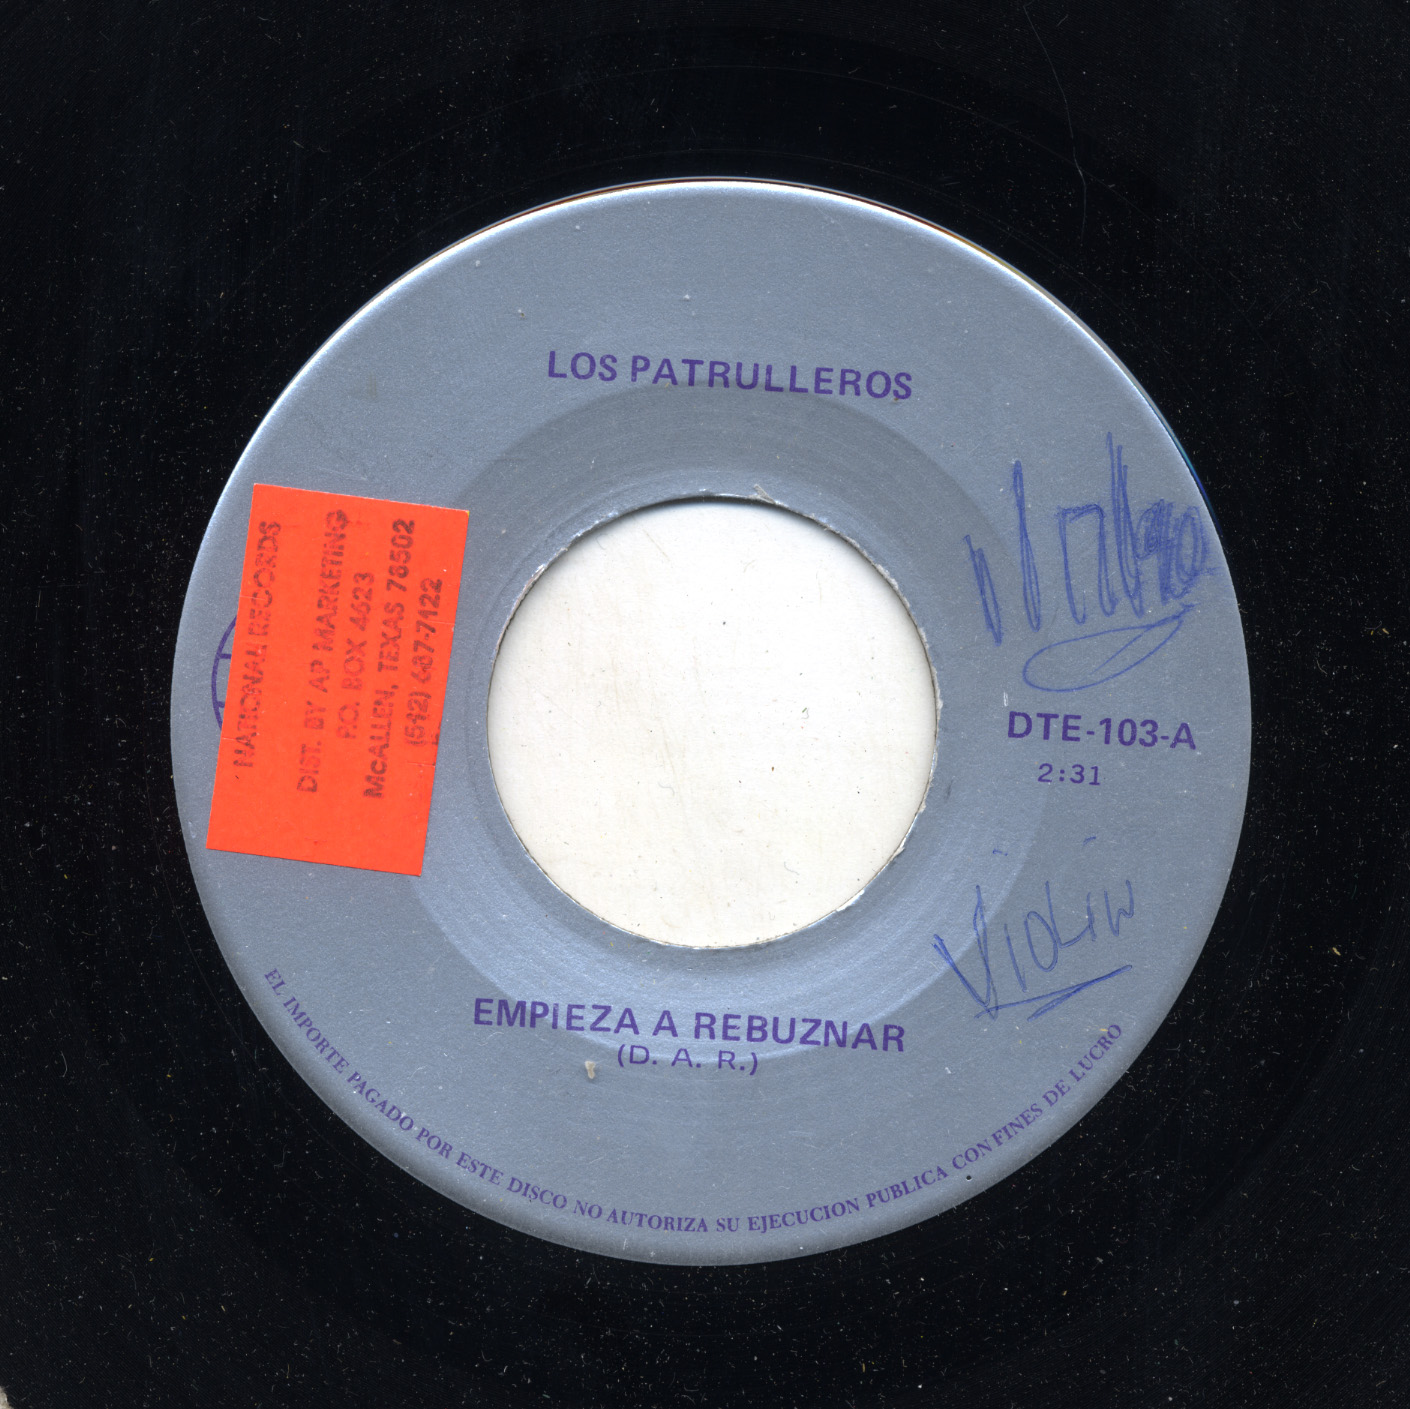 LOS PATRULLEROS
NATIONAL RECORDS
DIST. BY AP MARKETING
P.O. BOX 4623
McALLEN, TEXAS 78502
(512) 687-7122
DTE-103-A
2:31
VIOLIN
EMPIEZA A REBUZNAR
(D. A. R.)
EL IMPORTE PAGADO POR ESTE DISCO NO AUTORIZA SU EJECUCION PUBLICA CON FINES DE LUCRO